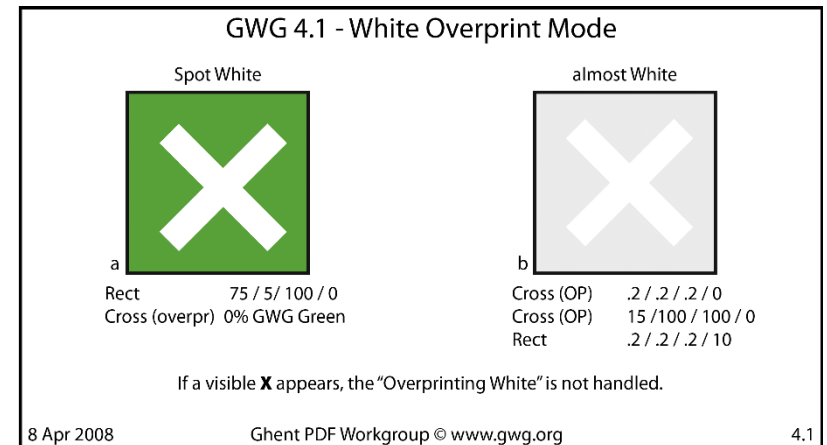 GWG 4.1 - White Overprint Mode
Spot White
almost White
a
b
Rect 75 / 5/ 100 / 0
Cross (overpr) 0% GWG Green
Cross (OP) .2 / .2 / .2 / 0
Cross (OP) 15 /100 / 100 / 0
Rect .2 / .2 / .2 / 10
If a visible X appears, the “Overprinting White” is not handled.
8 Apr 2008 Ghent PDF Workgroup © www.gwg.org 4.1